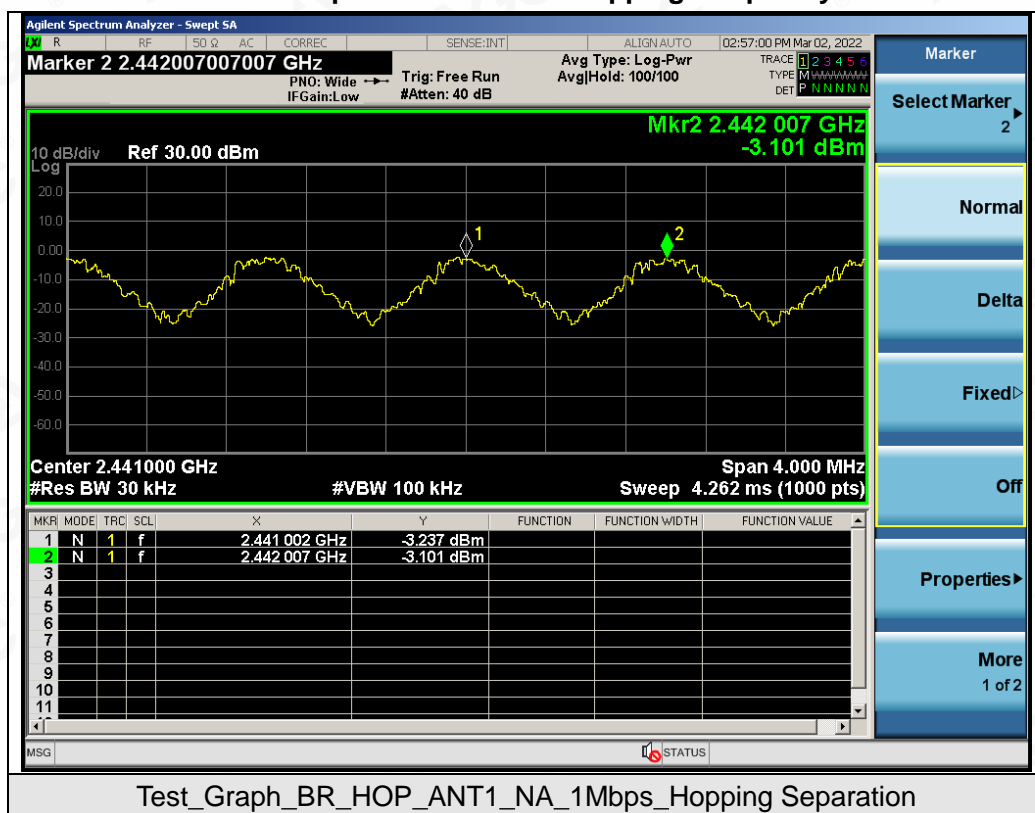 Agilent Spectrum Analyzer - Swept SA
LXI R RF 50 Ω AC CORREC SENSE:INT ALIGN AUTO 02:57:00 PM Mar 02, 2022
Marker 2 2.442007007007 GHz
PNO: Wide
IFGain:Low
Trig: Free Run
#Atten: 40 dB
Avg Type: Log-Pwr
Avg|Hold: 100/100
TRACE 1 2 3 4 5 6
TYPE M
DET P N N N N N
Mkr2 2.442 007 GHz
-3.101 dBm
10 dB/div Ref 30.00 dBm
Log
20.0
10.0
0.00
-10.0
-20.0
-30.0
-40.0
-50.0
-60.0
1
2
Center 2.441000 GHz Span 4.000 MHz
#Res BW 30 kHz #VBW 100 kHz Sweep 4.262 ms (1000 pts)
MKR MODE TRC SCL X Y FUNCTION FUNCTION WIDTH FUNCTION VALUE
1 N 1 f 2.441 002 GHz -3.237 dBm
2 N 1 f 2.442 007 GHz -3.101 dBm
3
4
5
6
7
8
9
10
11
MSG STATUS
Marker
Select Marker
2
Normal
Delta
Fixed
Off
Properties
More
1 of 2
Test_Graph_BR_HOP_ANT1_NA_1Mbps_Hopping Separation